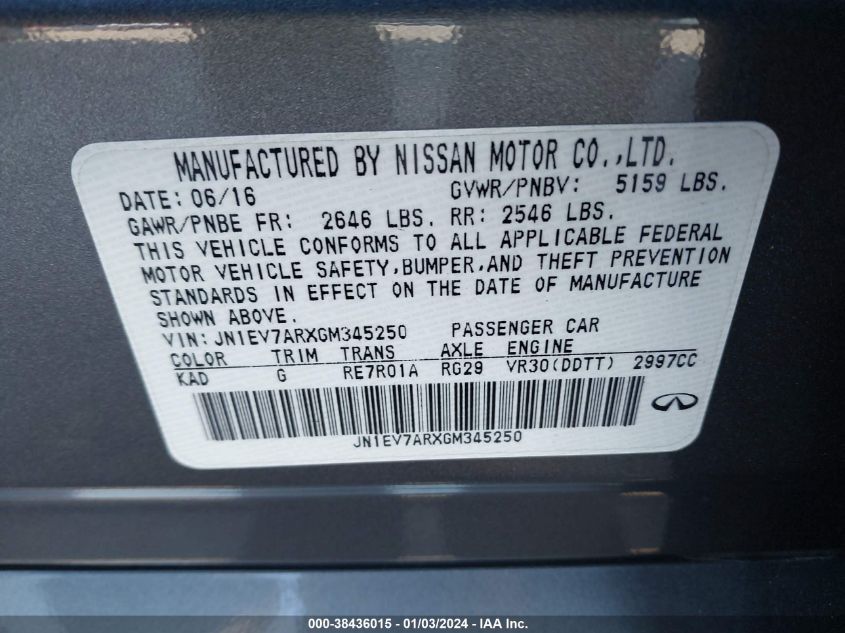 MANUFACTURED BY NISSAN MOTOR CO.,LTD.
DATE: 06/16 GVWR/PNBV: 5159 LBS.
GAWR/PNBE FR: 2646 LBS. RR: 2546 LBS.
THIS VEHICLE CONFORMS TO ALL APPLICABLE FEDERAL
MOTOR VEHICLE SAFETY,BUMPER,AND THEFT PREVENTION
STANDARDS IN EFFECT ON THE DATE OF MANUFACTURE
SHOWN ABOVE.
VIN: JN1EV7ARXGM345250 PASSENGER CAR
COLOR TRIM TRANS AXLE ENGINE
KAD G RE7R01A RG29 VR30(DDTT) 2997CC
JN1EV7ARXGM345250
000-38436015 - 01/03/2024 - IAA Inc.